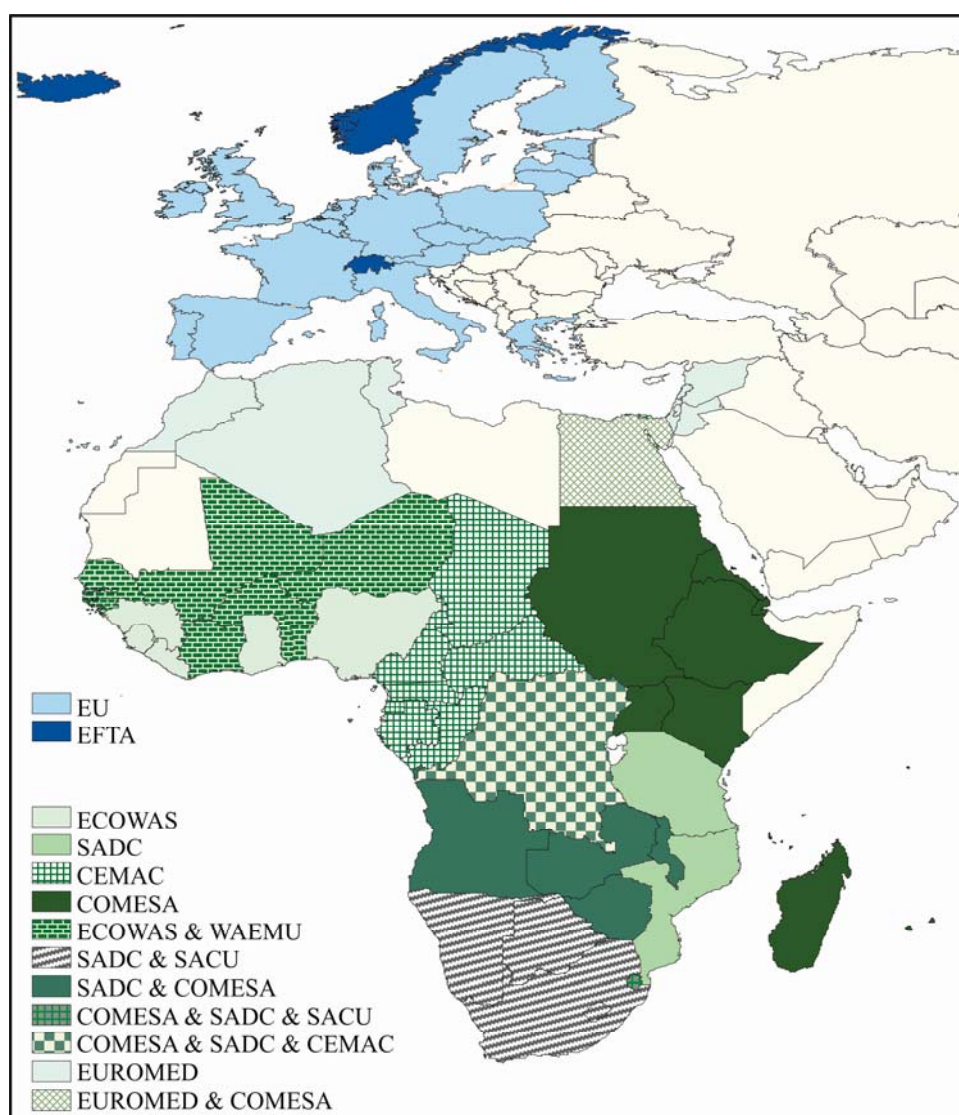 EU
EFTA
ECOWAS
SADC
CEMAC
COMESA
ECOWAS & WAEMU
SADC & SACU
SADC & COMESA
COMESA & SADC & SACU
COMESA & SADC & CEMAC
EUROMED
EUROMED & COMESA